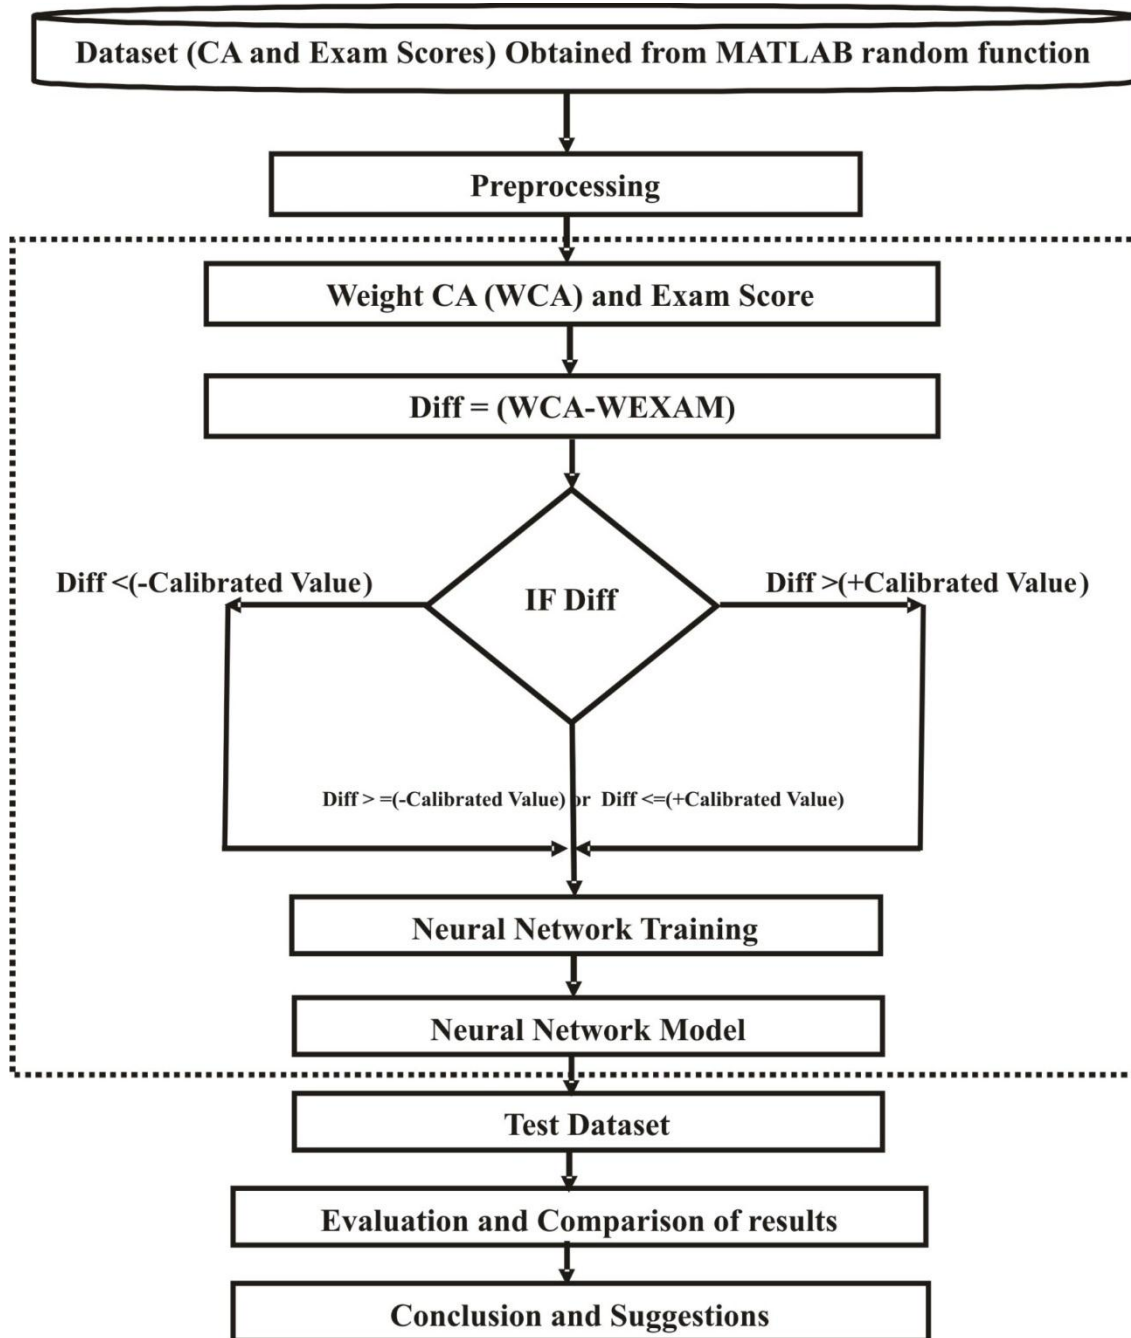 Dataset (CA and Exam Scores) Obtained from MATLAB random function
Preprocessing
Weight CA (WCA) and Exam Score
Diff = (WCA-WEXAM)
Diff <(-Calibrated Value)
IF Diff
Diff >(+Calibrated Value)
Diff > =(-Calibrated Value) or Diff <=(+Calibrated Value)
Neural Network Training
Neural Network Model
Test Dataset
Evaluation and Comparison of results
Conclusion and Suggestions